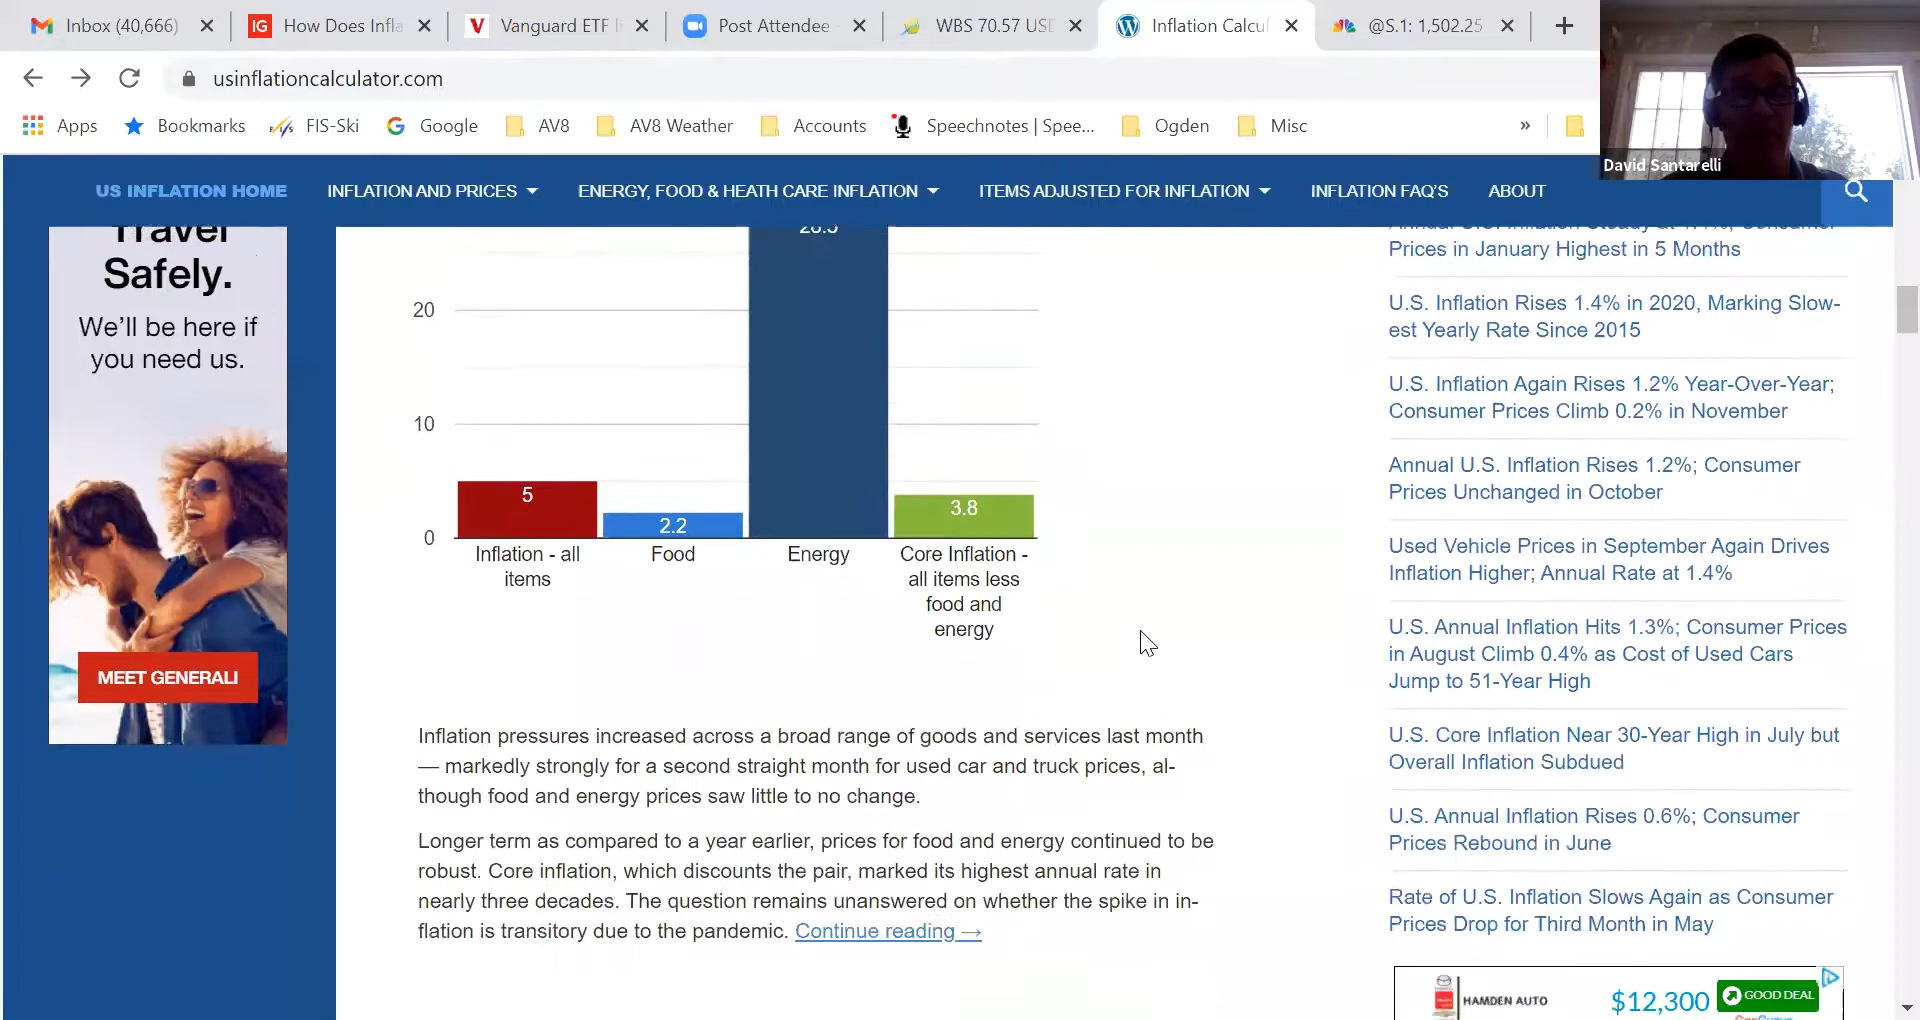 Inbox (40,666)
How Does Infla
Vanguard ETF
Post Attendee
WBS 70.57 USD
Inflation Calcul
@S.1: 1,502.25
usinflationcalculator.com
Apps
Bookmarks
FIS-Ski
Google
AV8
AV8 Weather
Accounts
Speechnotes | Spee...
Ogden
Misc
»
David Santarelli
US INFLATION HOME
INFLATION AND PRICES
ENERGY, FOOD & HEATH CARE INFLATION
ITEMS ADJUSTED FOR INFLATION
INFLATION FAQ'S
ABOUT
Travel
Safely.
We'll be here if
you need us.
MEET GENERALI
20
10
0
5
2.2
3.8
Inflation - all
items
Food
Energy
Core Inflation -
all items less
food and
energy
Inflation pressures increased across a broad range of goods and services last month
— markedly strongly for a second straight month for used car and truck prices, al-
though food and energy prices saw little to no change.
Longer term as compared to a year earlier, prices for food and energy continued to be
robust. Core inflation, which discounts the pair, marked its highest annual rate in
nearly three decades. The question remains unanswered on whether the spike in in-
flation is transitory due to the pandemic. Continue reading →
Prices in January Highest in 5 Months
U.S. Inflation Rises 1.4% in 2020, Marking Slow-
est Yearly Rate Since 2015
U.S. Inflation Again Rises 1.2% Year-Over-Year;
Consumer Prices Climb 0.2% in November
Annual U.S. Inflation Rises 1.2%; Consumer
Prices Unchanged in October
Used Vehicle Prices in September Again Drives
Inflation Higher; Annual Rate at 1.4%
U.S. Annual Inflation Hits 1.3%; Consumer Prices
in August Climb 0.4% as Cost of Used Cars
Jump to 51-Year High
U.S. Core Inflation Near 30-Year High in July but
Overall Inflation Subdued
U.S. Annual Inflation Rises 0.6%; Consumer
Prices Rebound in June
Rate of U.S. Inflation Slows Again as Consumer
Prices Drop for Third Month in May
HAMDEN AUTO
$12,300
GOOD DEAL